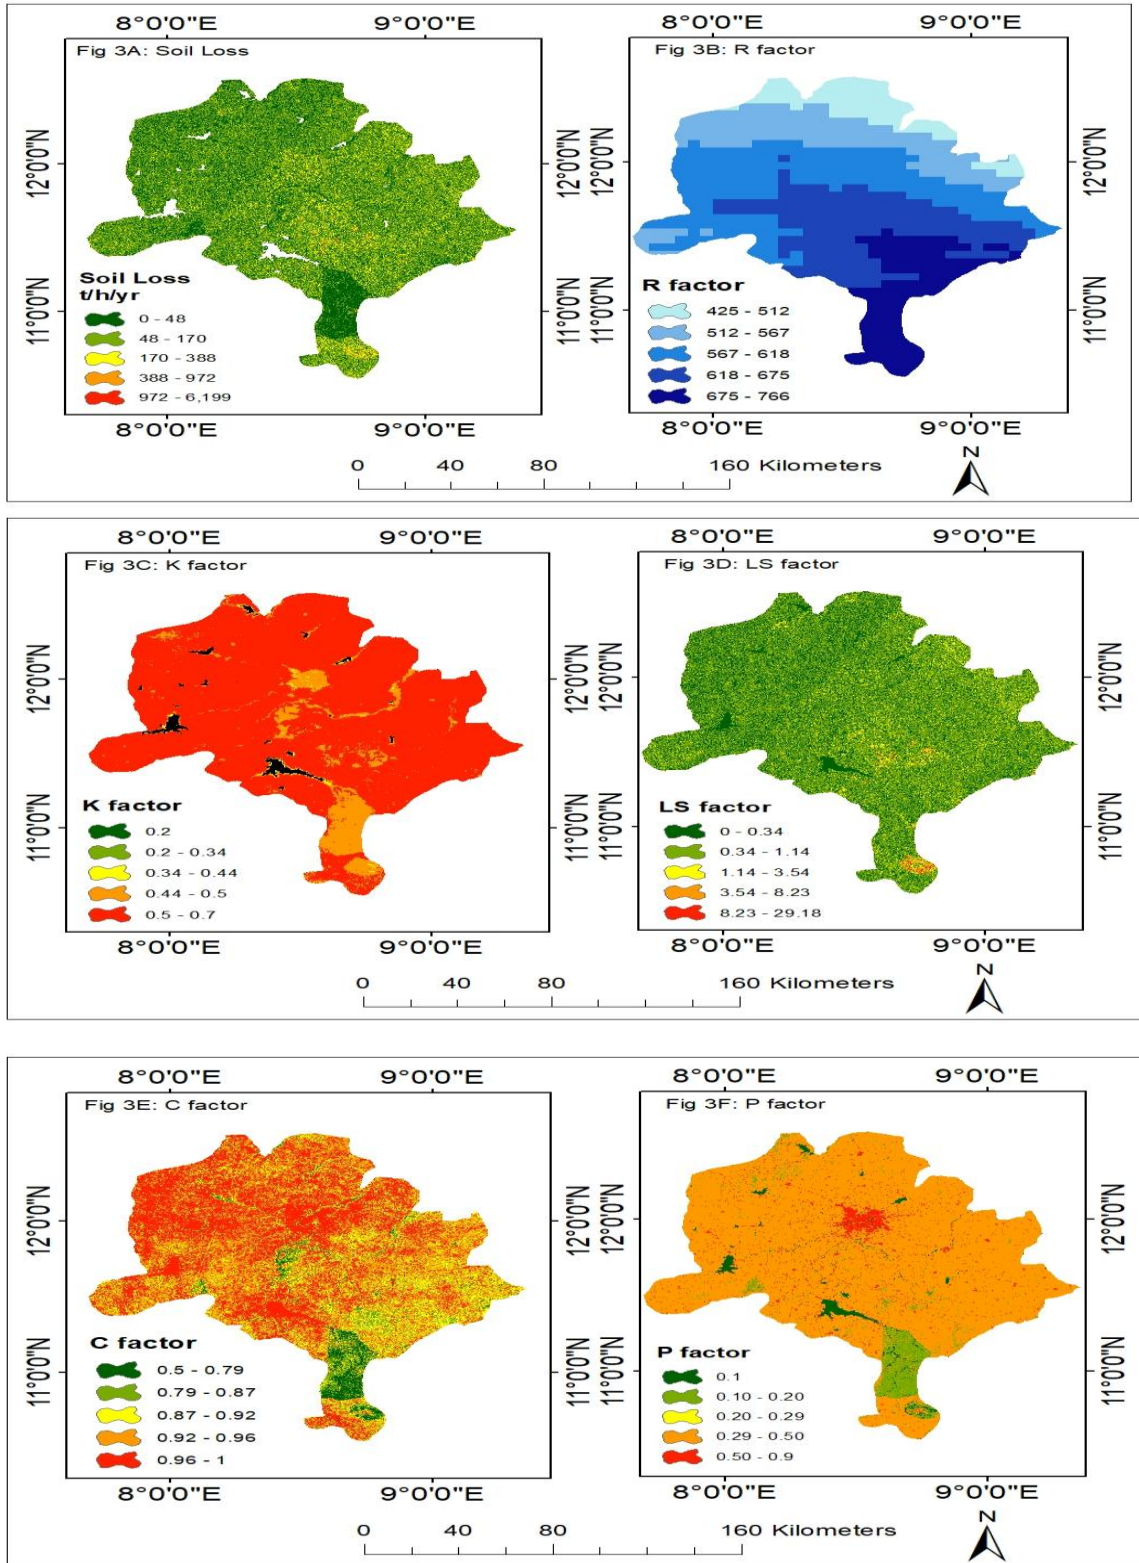 8°0'0"E 9°0'0"E 8°0'0"E 9°0'0"E
Fig 3A: Soil Loss
Fig 3B: R factor
12°0'0"N 12°0'0"N 12°0'0"N
11°0'0"N 11°0'0"N 11°0'0"N
Soil Loss
t/h/yr
0 - 48
48 - 170
170 - 388
388 - 972
972 - 6,199
R factor
425 - 512
512 - 567
567 - 618
618 - 675
675 - 766
8°0'0"E 9°0'0"E 8°0'0"E 9°0'0"E
0 40 80 160 Kilometers
N
8°0'0"E 9°0'0"E 8°0'0"E 9°0'0"E
Fig 3C: K factor
Fig 3D: LS factor
12°0'0"N 12°0'0"N 12°0'0"N
11°0'0"N 11°0'0"N 11°0'0"N
K factor
0.2
0.2 - 0.34
0.34 - 0.44
0.44 - 0.5
0.5 - 0.7
LS factor
0 - 0.34
0.34 - 1.14
1.14 - 3.54
3.54 - 8.23
8.23 - 29.18
8°0'0"E 9°0'0"E 8°0'0"E 9°0'0"E
0 40 80 160 Kilometers
N
8°0'0"E 9°0'0"E 8°0'0"E 9°0'0"E
Fig 3E: C factor
Fig 3F: P factor
12°0'0"N 12°0'0"N 12°0'0"N
11°0'0"N 11°0'0"N 11°0'0"N
C factor
0.5 - 0.79
0.79 - 0.87
0.87 - 0.92
0.92 - 0.96
0.96 - 1
P factor
0.1
0.10 - 0.20
0.20 - 0.29
0.29 - 0.50
0.50 - 0.9
8°0'0"E 9°0'0"E 8°0'0"E 9°0'0"E
0 40 80 160 Kilometers
N